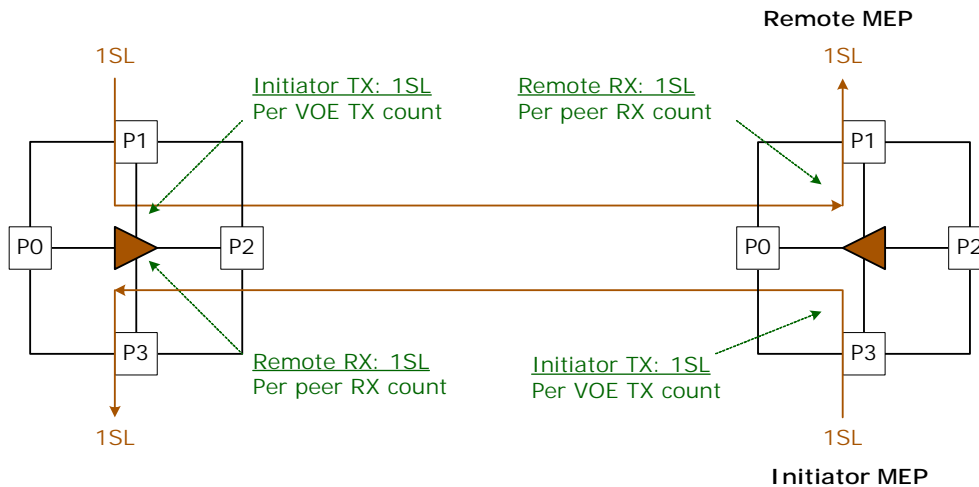 Remote MEP
1SL
1SL
Initiator TX: 1SL
Per VOE TX count
Remote RX: 1SL
Per peer RX count
P1
P1
P0
P2
P0
P2
P3
P3
Remote RX: 1SL
Per peer RX count
Initiator TX: 1SL
Per VOE TX count
1SL
1SL
Initiator MEP